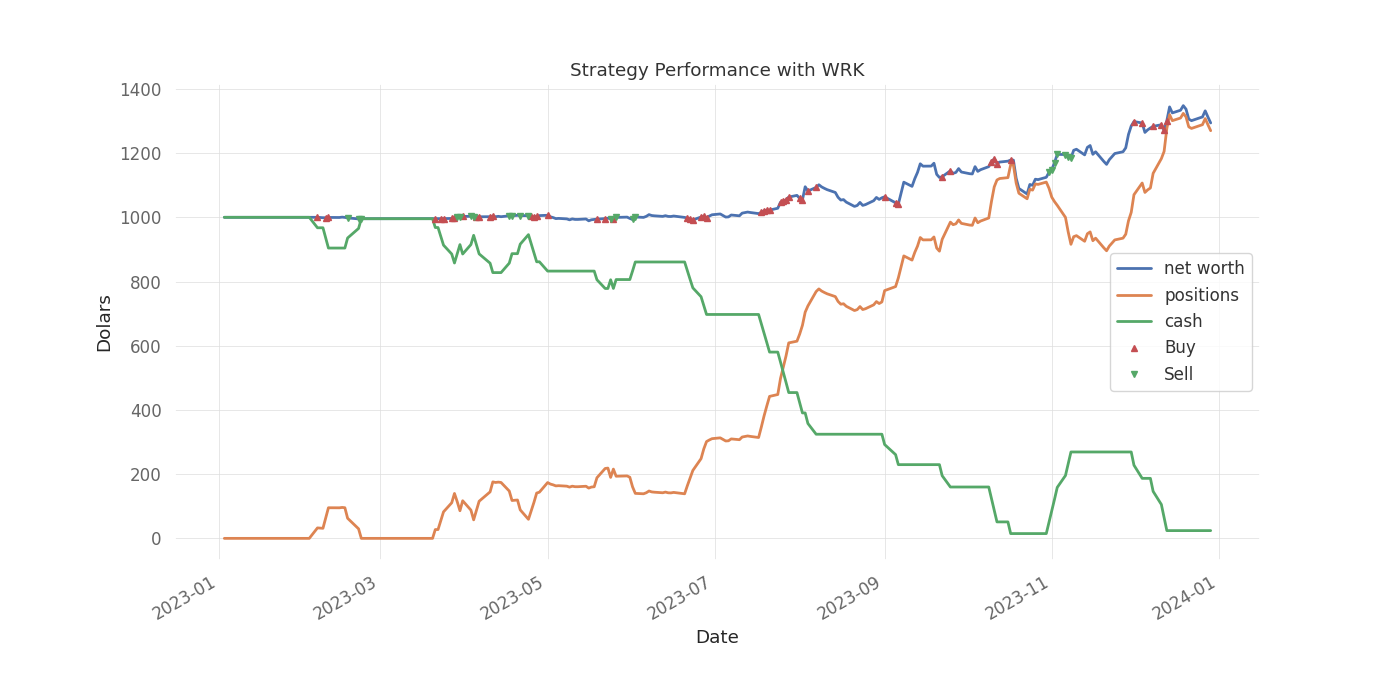 Strategy Performance with WRK
1400
1200
1000
800
600
400
200
0
Dolars
net worth
positions
cash
Buy
Sell
2023-01
2023-03
2023-05
2023-07
2023-09
2023-11
2024-01
Date